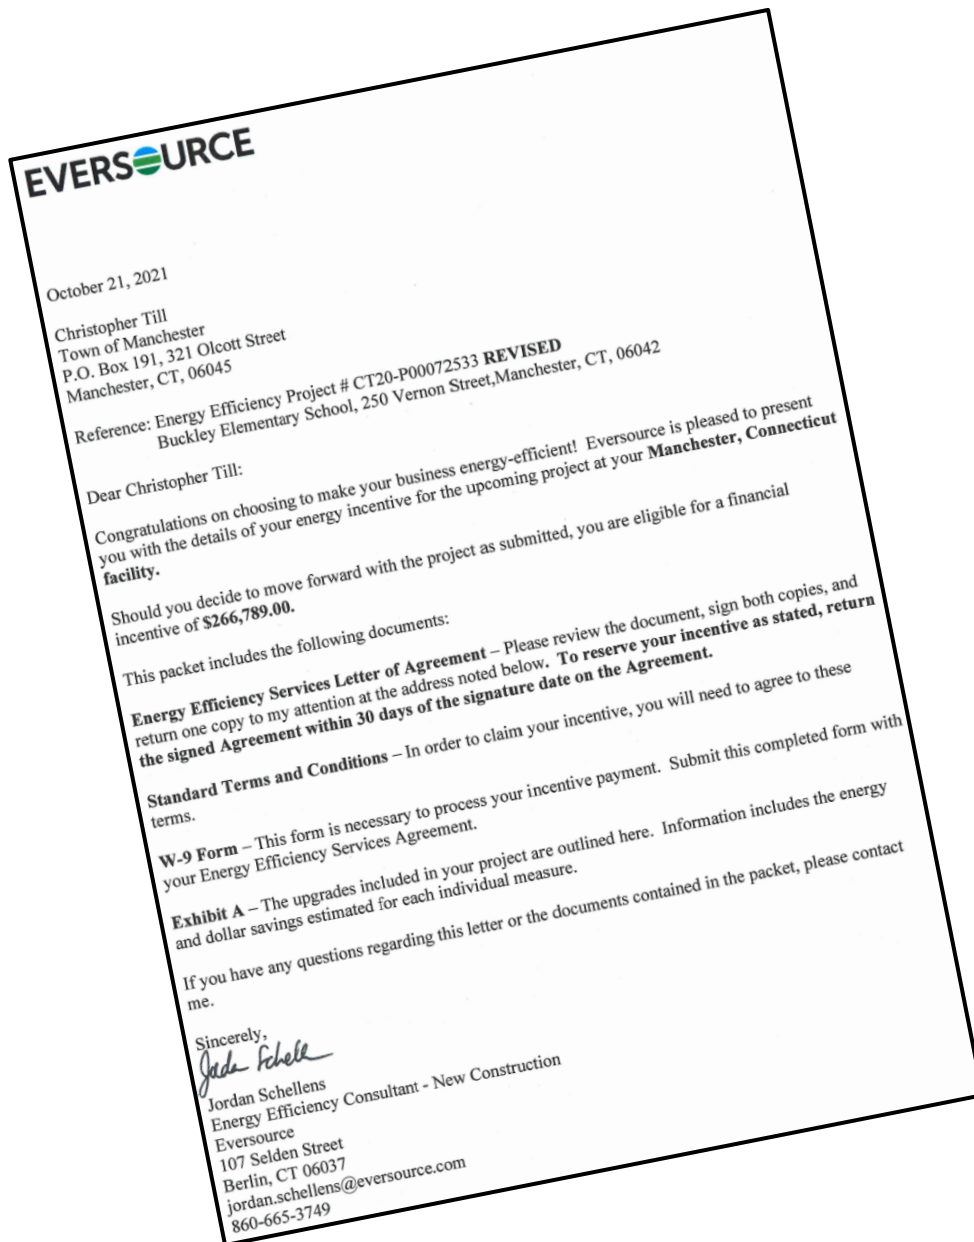 EVERSOURCE
October 21, 2021
Christopher Till
Town of Manchester
P.O. Box 191, 321 Olcott Street
Manchester, CT, 06045
Reference: Energy Efficiency Project # CT20-P00072533 REVISED
Buckley Elementary School, 250 Vernon Street,Manchester, CT, 06042
Dear Christopher Till:
Congratulations on choosing to make your business energy-efficient! Eversource is pleased to present
you with the details of your energy incentive for the upcoming project at your Manchester, Connecticut
facility.
Should you decide to move forward with the project as submitted, you are eligible for a financial
incentive of $266,789.00.
This packet includes the following documents:
Energy Efficiency Services Letter of Agreement – Please review the document, sign both copies, and
return one copy to my attention at the address noted below. To reserve your incentive as stated, return
the signed Agreement within 30 days of the signature date on the Agreement.
Standard Terms and Conditions – In order to claim your incentive, you will need to agree to these
terms.
W-9 Form – This form is necessary to process your incentive payment. Submit this completed form with
your Energy Efficiency Services Agreement.
Exhibit A – The upgrades included in your project are outlined here. Information includes the energy
and dollar savings estimated for each individual measure.
If you have any questions regarding this letter or the documents contained in the packet, please contact
me.
Sincerely,
Jordan Schellens
Energy Efficiency Consultant - New Construction
Eversource
107 Selden Street
Berlin, CT 06037
jordan.schellens@eversource.com
860-665-3749